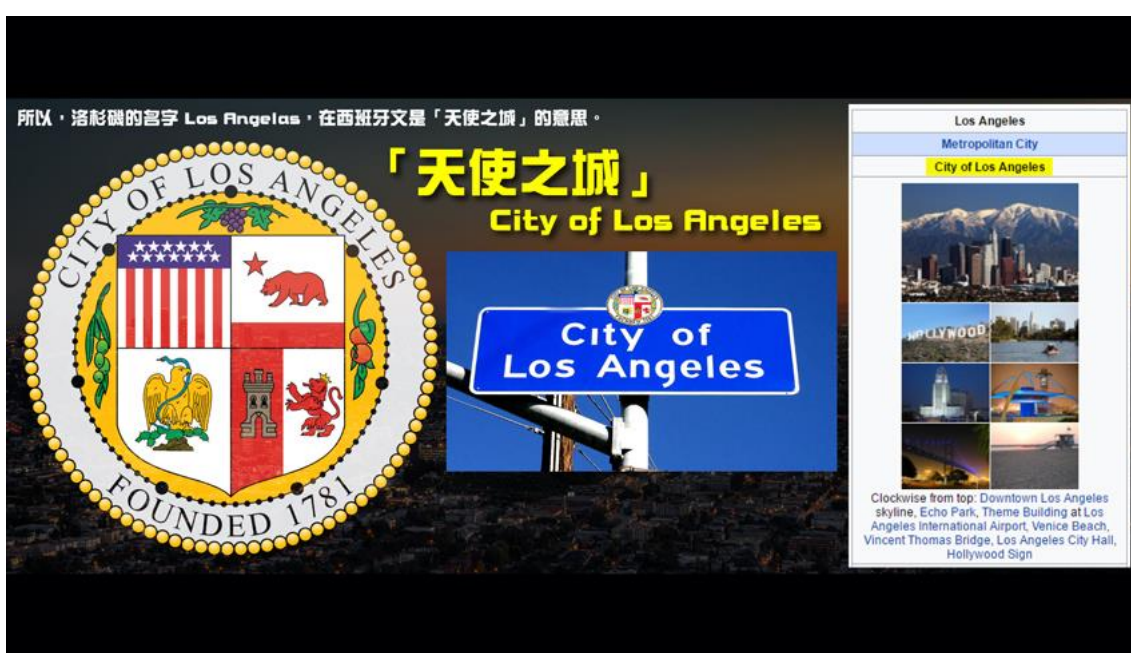 所以，洛杉磯的名字 Los Angelas，在西班牙文是「天使之城」的意思。
「天使之城」
City of Los Angeles
CITY OF LOS ANGELES
FOUNDED 1781
City of
Los Angeles
Los Angeles
Metropolitan City
City of Los Angeles
HOLLYWOOD
Clockwise from top: Downtown Los Angeles
skyline, Echo Park, Theme Building at Los
Angeles International Airport, Venice Beach,
Vincent Thomas Bridge, Los Angeles City Hall,
Hollywood Sign